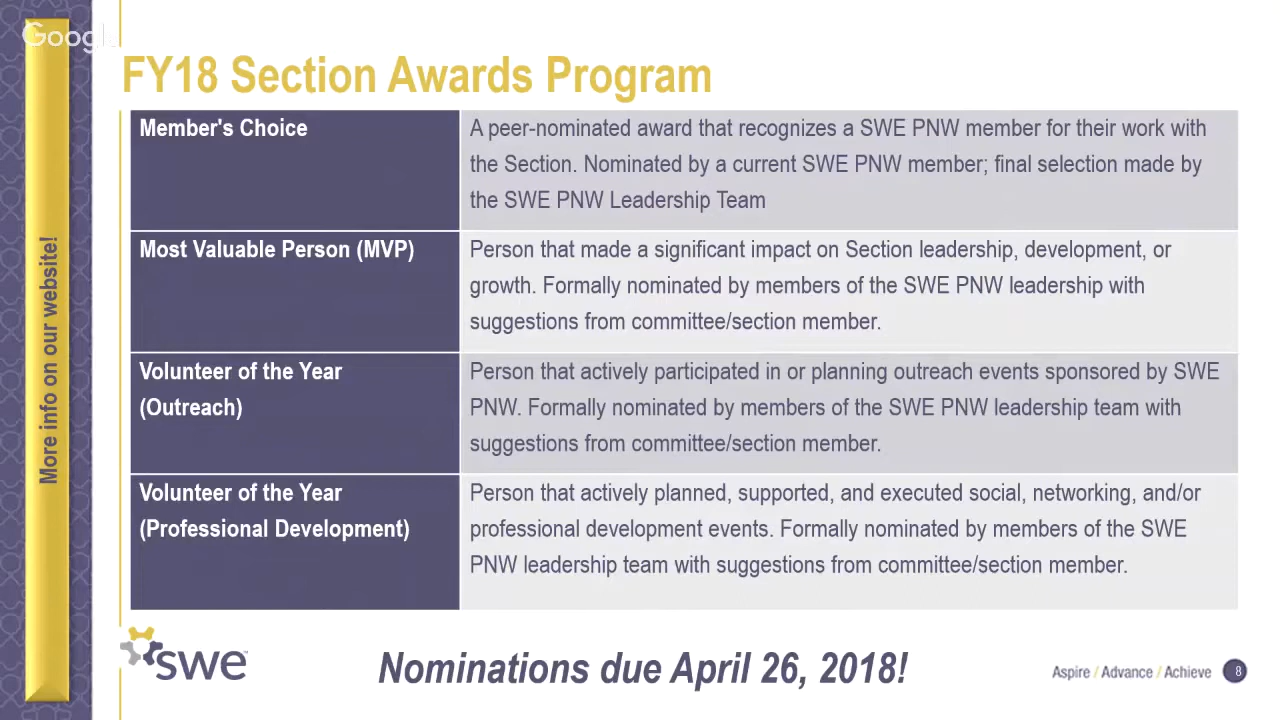 Google
FY18 Section Awards Program
Member's Choice
A peer-nominated award that recognizes a SWE PNW member for their work with
the Section. Nominated by a current SWE PNW member; final selection made by
the SWE PNW Leadership Team
Most Valuable Person (MVP)
Person that made a significant impact on Section leadership, development, or
growth. Formally nominated by members of the SWE PNW leadership with
suggestions from committee/section member.
Volunteer of the Year
(Outreach)
Person that actively participated in or planning outreach events sponsored by SWE
PNW. Formally nominated by members of the SWE PNW leadership team with
suggestions from committee/section member.
Volunteer of the Year
(Professional Development)
Person that actively planned, supported, and executed social, networking, and/or
professional development events. Formally nominated by members of the SWE
PNW leadership team with suggestions from committee/section member.
More info on our website!
swe
Nominations due April 26, 2018!
Aspire / Advance / Achieve
8